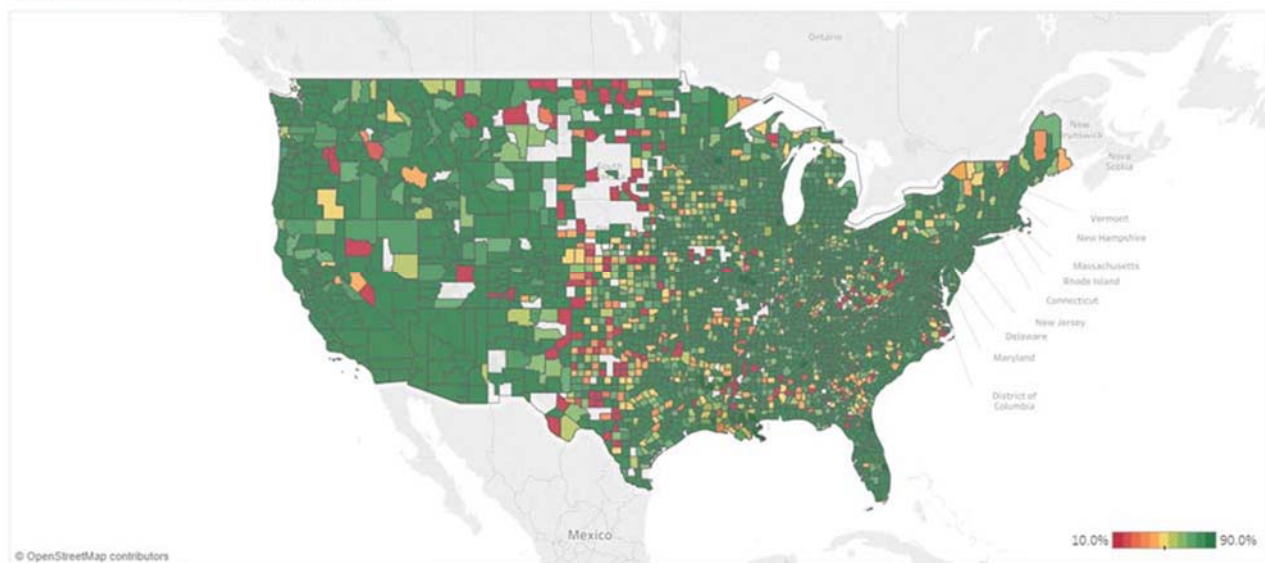 Ontario
New
Brunswick
Nova
Scotia
South
Vermont
New Hampshire
Massachusetts
Rhode Island
Connecticut
New Jersey
Delaware
Maryland
District of
Columbia
Mexico
10.0% 90.0%
© OpenStreetMap contributors